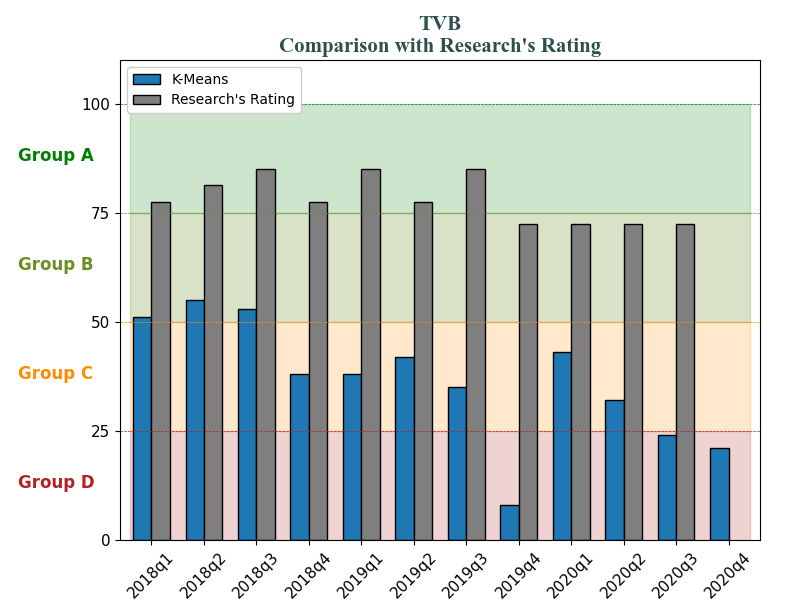 TVB
Comparison with Research's Rating
K-Means
Research's Rating
100
Group A
75
Group B
50
Group C
25
Group D
0
2018q1
2018q2
2018q3
2018q4
2019q1
2019q2
2019q3
2019q4
2020q1
2020q2
2020q3
2020q4